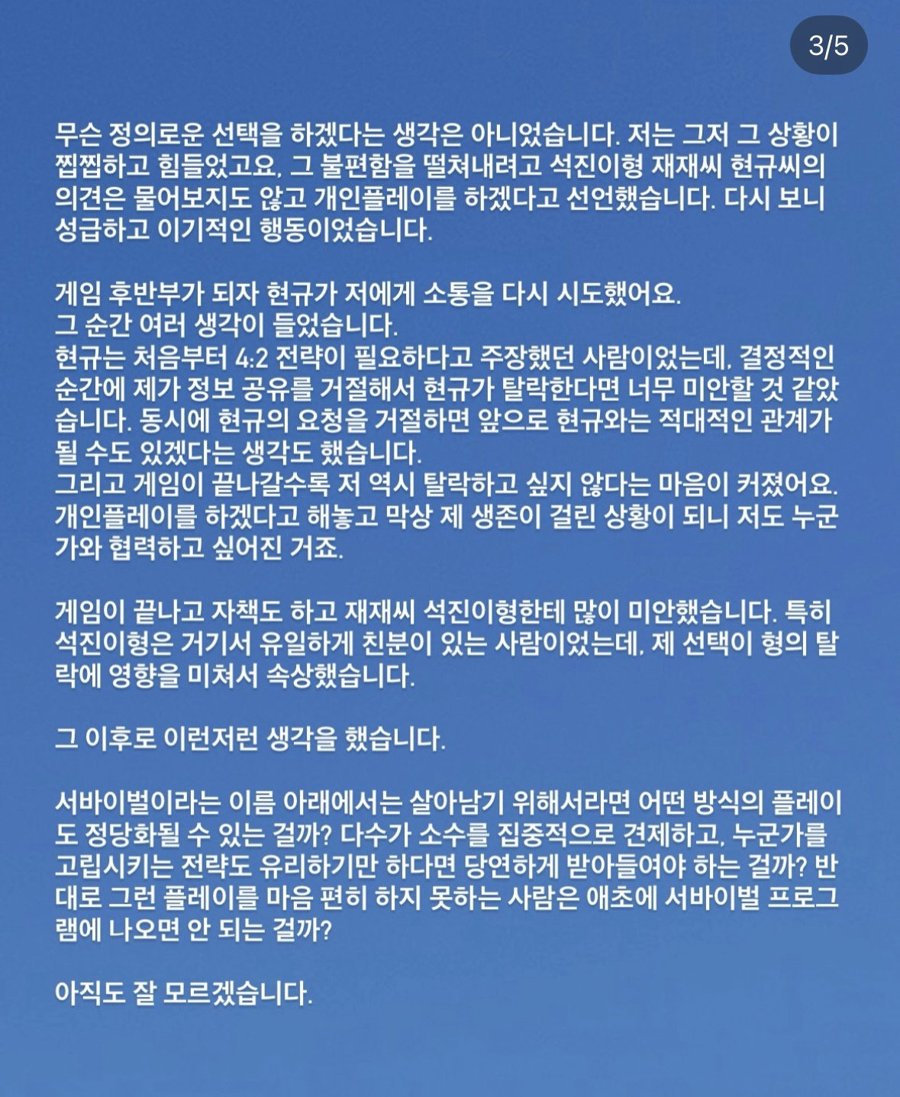 3/5
무슨 정의로운 선택을 하겠다는 생각은 아니었습니다. 저는 그저 그 상황이
찝찝하고 힘들었고요, 그 불편함을 떨쳐내려고 석진이형 재재씨 현규씨의
의견은 물어보지도 않고 개인플레이를 하겠다고 선언했습니다. 다시 보니
성급하고 이기적인 행동이었습니다.
게임 후반부가 되자 현규가 저에게 소통을 다시 시도했어요.
그 순간 여러 생각이 들었습니다.
현규는 처음부터 4:2 전략이 필요하다고 주장했던 사람이었는데, 결정적인
순간에 제가 정보 공유를 거절해서 현규가 탈락한다면 너무 미안할 것 같았
습니다. 동시에 현규의 요청을 거절하면 앞으로 현규와는 적대적인 관계가
될 수도 있겠다는 생각도 했습니다.
그리고 게임이 끝나갈수록 저 역시 탈락하고 싶지 않다는 마음이 커졌어요.
개인플레이를 하겠다고 해놓고 막상 제 생존이 걸린 상황이 되니 저도 누군
가와 협력하고 싶어진 거죠.
게임이 끝나고 자책도 하고 재재씨 석진이형한테 많이 미안했습니다. 특히
석진이형은 거기서 유일하게 친분이 있는 사람이었는데, 제 선택이 형의 탈
락에 영향을 미쳐서 속상했습니다.
그 이후로 이런저런 생각을 했습니다.
서바이벌이라는 이름 아래에서는 살아남기 위해서라면 어떤 방식의 플레이
도 정당화될 수 있는 걸까? 다수가 소수를 집중적으로 견제하고, 누군가를
고립시키는 전략도 유리하기만 하다면 당연하게 받아들여야 하는 걸까? 반
대로 그런 플레이를 마음 편히 하지 못하는 사람은 애초에 서바이벌 프로그
램에 나오면 안 되는 걸까?
아직도 잘 모르겠습니다.